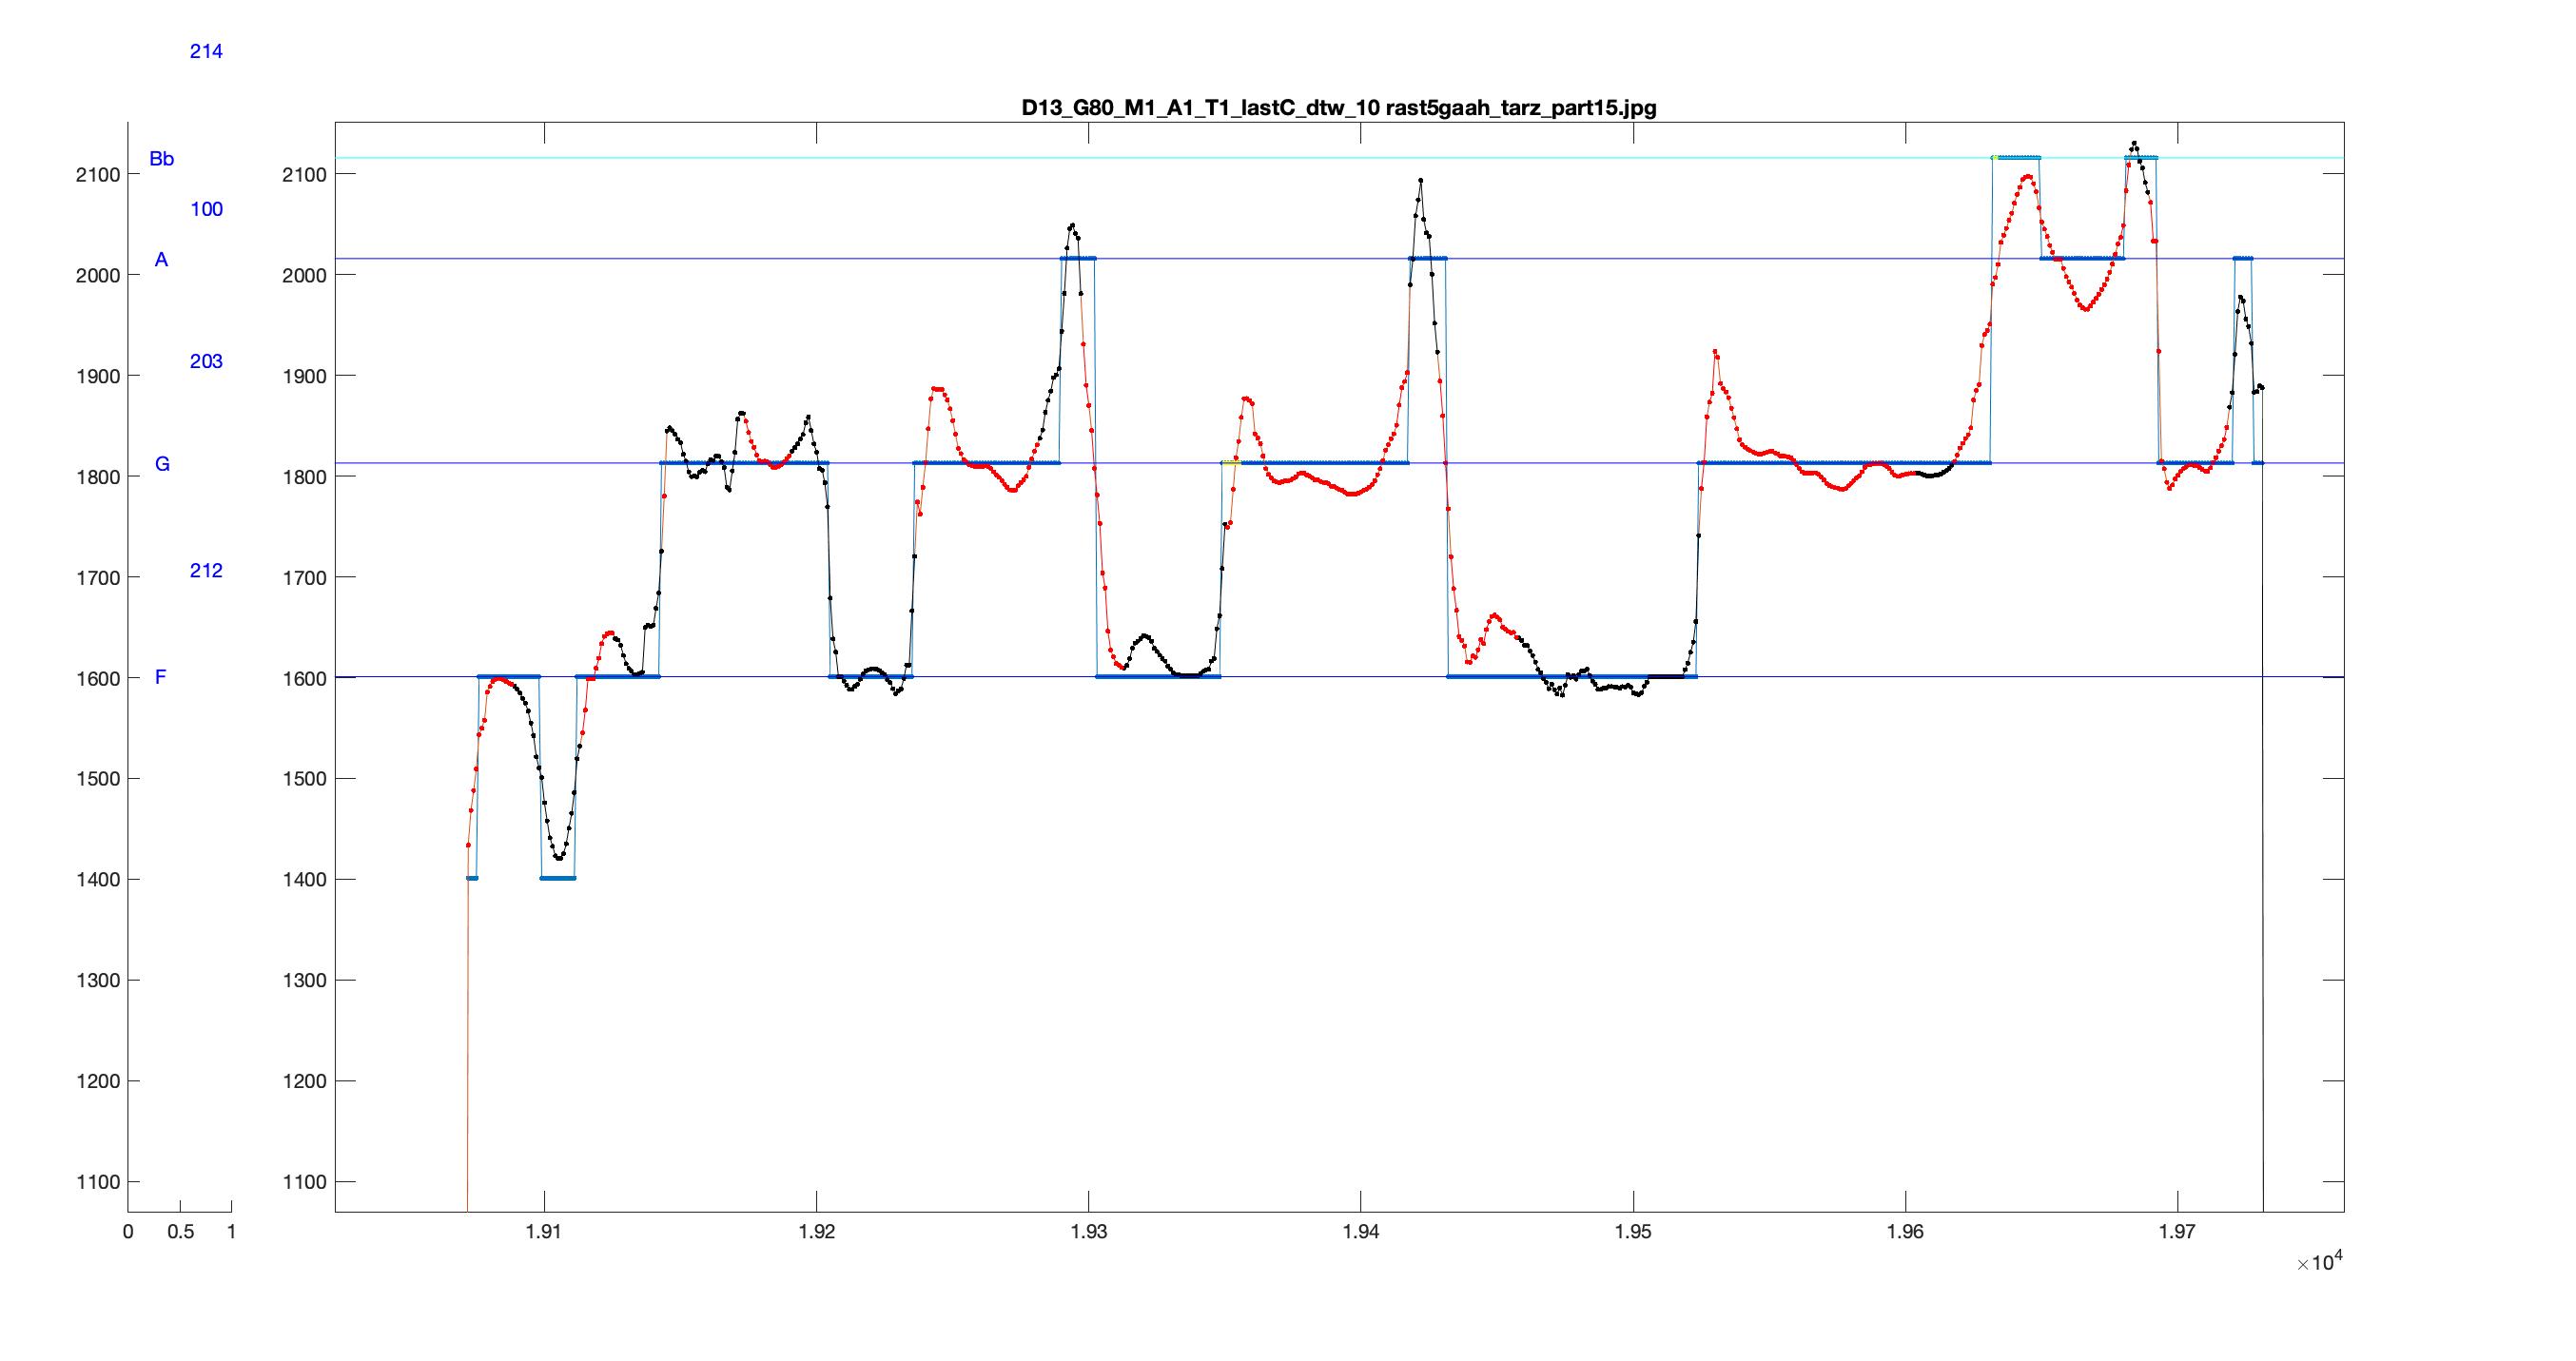 214
D13_G80_M1_A1_T1_lastC_dtw_10 rast5gaah_tarz_part15.jpg
2100 Bb 2100
100
2000 A 2000
1900 203 1900
1800 G 1800
1700 212 1700
1600 F 1600
1500 1500
1400 1400
1300 1300
1200 1200
1100 1100
0 0.5 1 1.91 1.92 1.93 1.94 1.95 1.96 1.97
×10^4